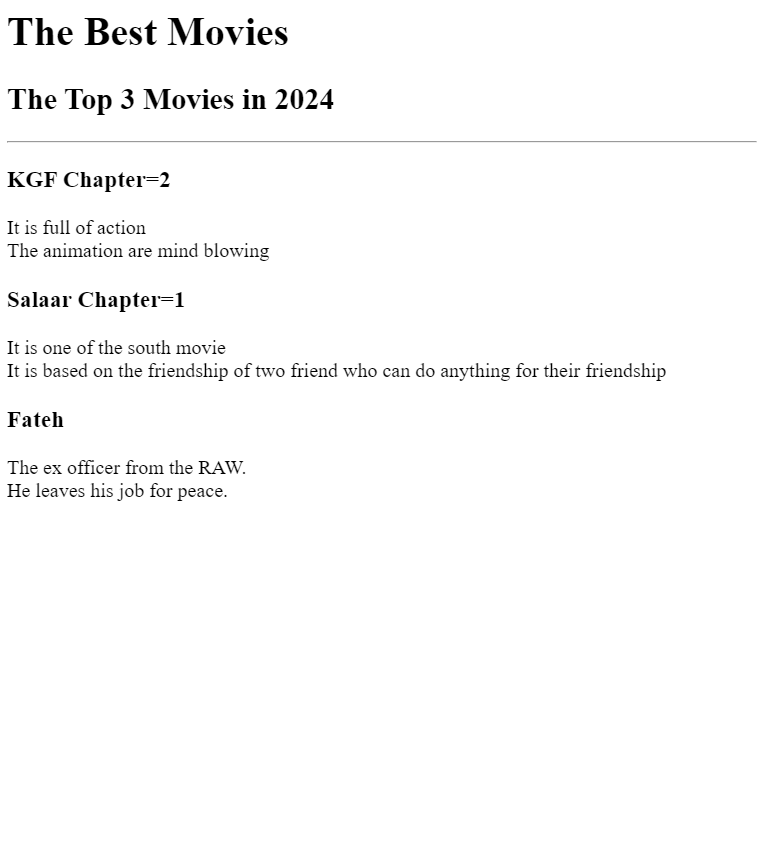 The Best Movies
The Top 3 Movies in 2024
KGF Chapter=2
It is full of action
The animation are mind blowing
Salaar Chapter=1
It is one of the south movie
It is based on the friendship of two friend who can do anything for their friendship
Fateh
The ex officer from the RAW.
He leaves his job for peace.